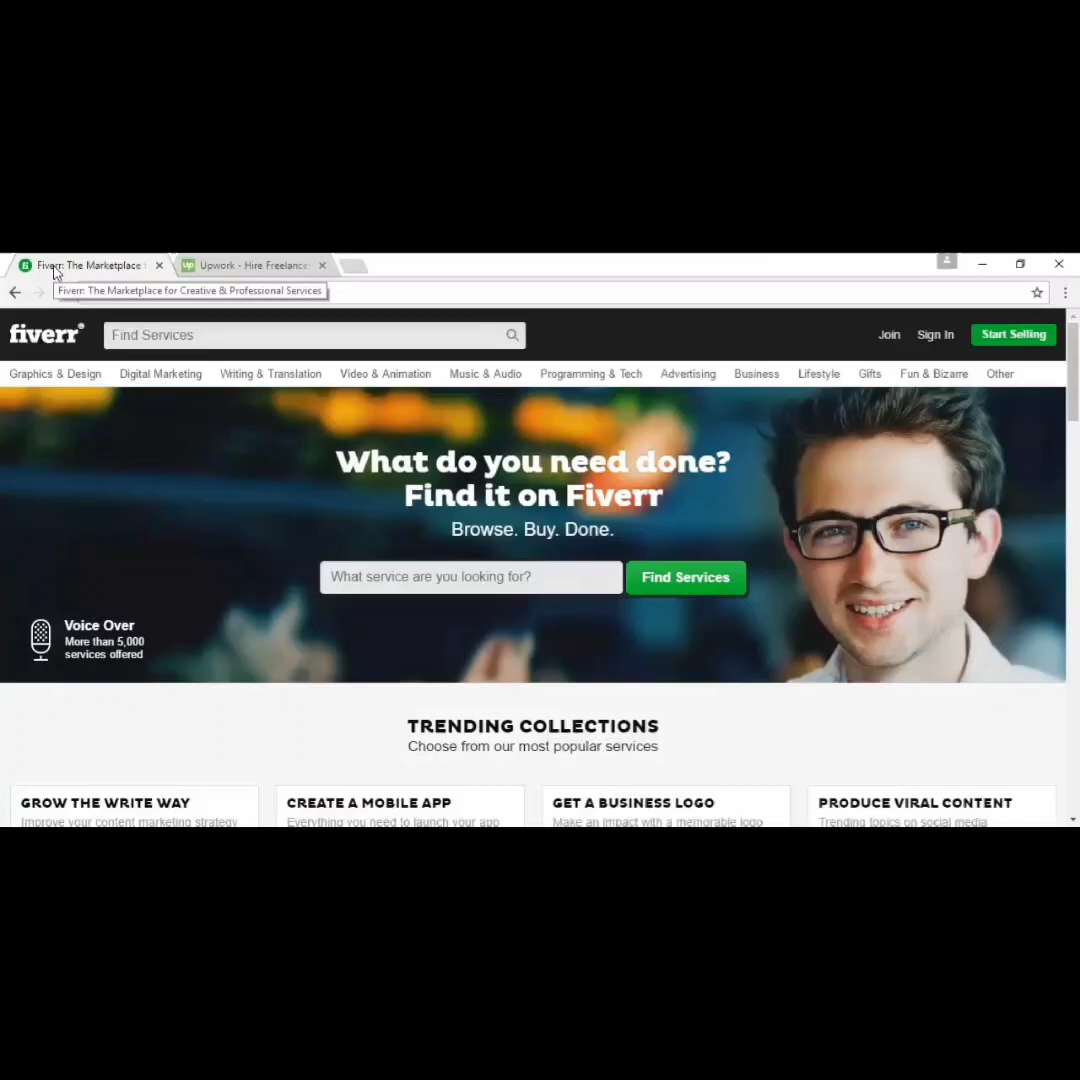 Fiverr: The Marketplace
Upwork - Hire Freelance
Fiverr: The Marketplace for Creative & Professional Services
fiverr®
Find Services
Join
Sign In
Start Selling
Graphics & Design
Digital Marketing
Writing & Translation
Video & Animation
Music & Audio
Programming & Tech
Advertising
Business
Lifestyle
Gifts
Fun & Bizarre
Other
What do you need done?
Find it on Fiverr
Browse. Buy. Done.
What service are you looking for?
Find Services
Voice Over
More than 5,000
services offered
TRENDING COLLECTIONS
Choose from our most popular services
GROW THE WRITE WAY
Improve your content marketing strategy
CREATE A MOBILE APP
Everything you need to launch your app
GET A BUSINESS LOGO
Make an impact with a memorable logo
PRODUCE VIRAL CONTENT
Trending topics on social media